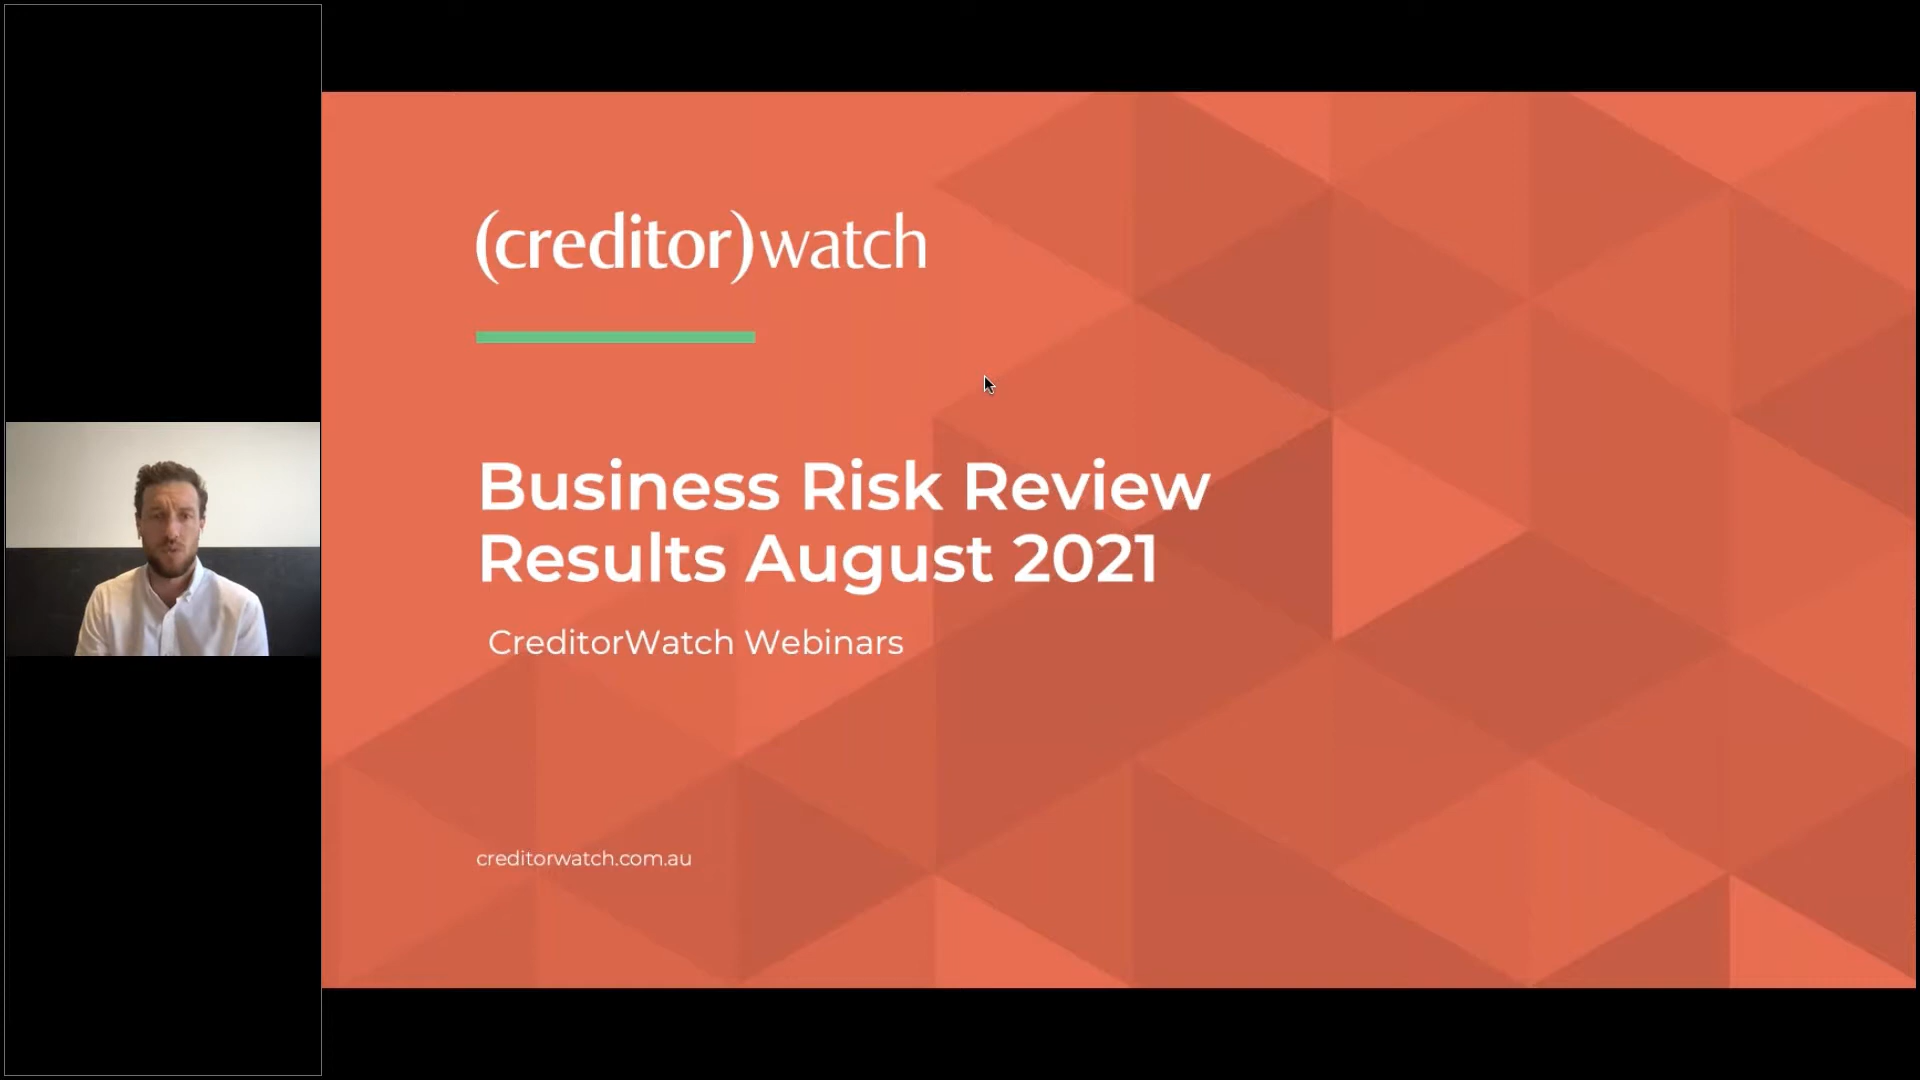 (creditor)watch
Business Risk Review
Results August 2021
CreditorWatch Webinars
creditorwatch.com.au